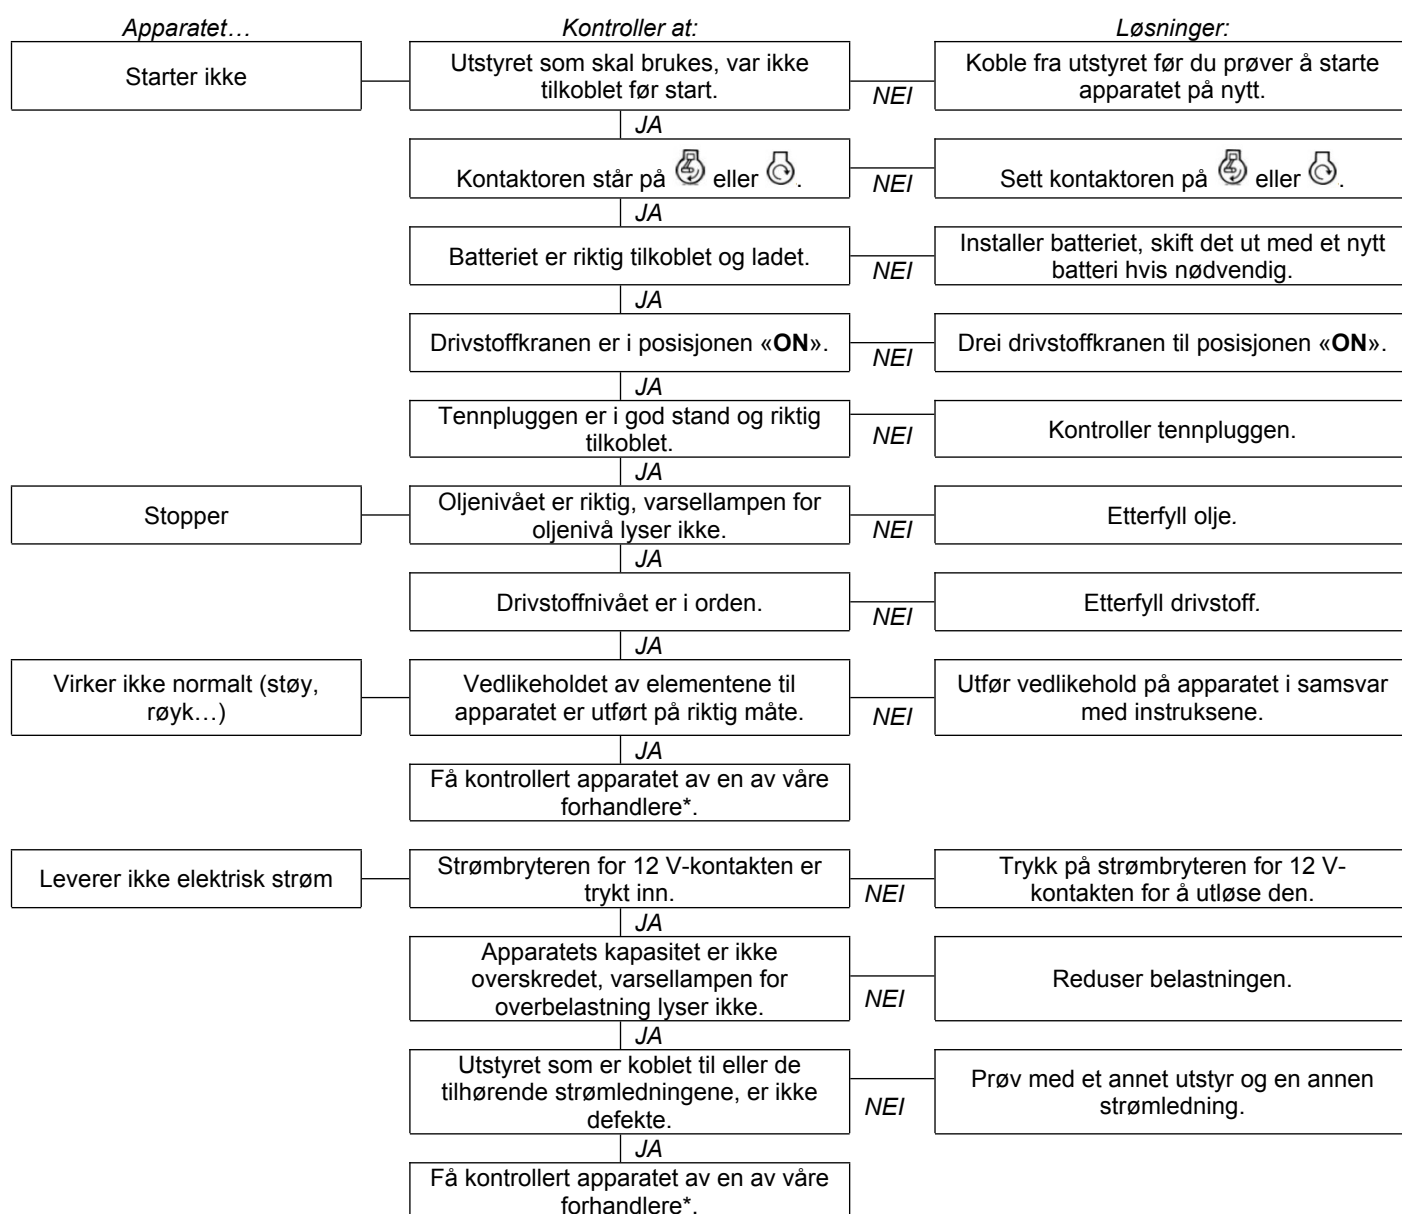 Apparatet…
Kontroller at:
Løsninger:
Starter ikke
Utstyret som skal brukes, var ikke
tilkoblet før start.
NEI
Koble fra utstyret før du prøver å starte
apparatet på nytt.
JA
Kontaktoren står på eller .
NEI
Sett kontaktoren på eller .
JA
Batteriet er riktig tilkoblet og ladet.
NEI
Installer batteriet, skift det ut med et nytt
batteri hvis nødvendig.
JA
Drivstoffkranen er i posisjonen «ON».
NEI
Drei drivstoffkranen til posisjonen «ON».
JA
Tennpluggen er i god stand og riktig
tilkoblet.
NEI
Kontroller tennpluggen.
JA
Stopper
Oljenivået er riktig, varsellampen for
oljenivå lyser ikke.
NEI
Etterfyll olje.
JA
Drivstoffnivået er i orden.
NEI
Etterfyll drivstoff.
JA
Virker ikke normalt (støy,
røyk…)
Vedlikeholdet av elementene til
apparatet er utført på riktig måte.
NEI
Utfør vedlikehold på apparatet i samsvar
med instruksene.
JA
Få kontrollert apparatet av en av våre
forhandlere*.
Leverer ikke elektrisk strøm
Strømbryteren for 12 V-kontakten er
trykt inn.
NEI
Trykk på strømbryteren for 12 V-
kontakten for å utløse den.
JA
Apparatets kapasitet er ikke
overskredet, varsellampen for
overbelastning lyser ikke.
NEI
Reduser belastningen.
JA
Utstyret som er koblet til eller de
tilhørende strømledningene, er ikke
defekte.
NEI
Prøv med et annet utstyr og en annen
strømledning.
JA
Få kontrollert apparatet av en av våre
forhandlere*.